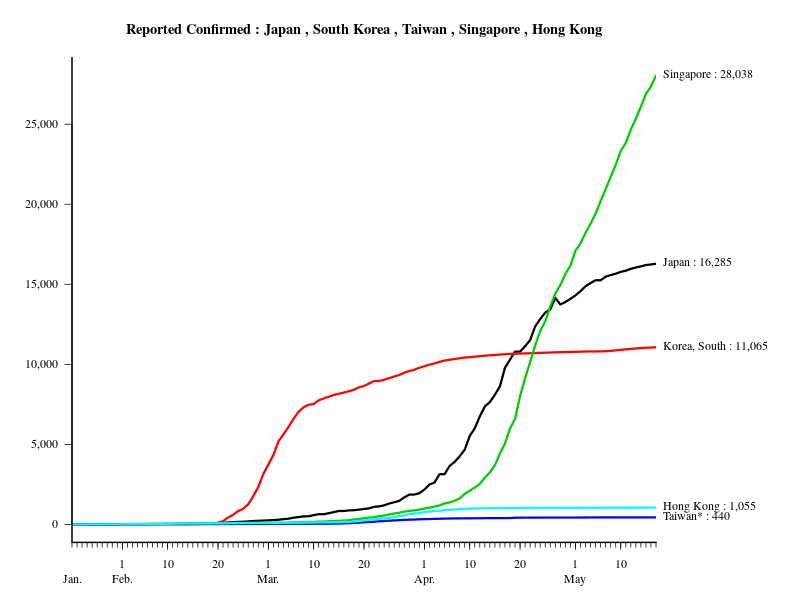 Reported Confirmed : Japan , South Korea , Taiwan , Singapore , Hong Kong
Singapore : 28,038
25,000
20,000
Japan : 16,285
15,000
Korea, South : 11,065
10,000
5,000
Hong Kong : 1,055
Taiwan* : 440
0
1 10 20 1 10 20 1 10 20 1 10
Jan. Feb. Mar. Apr. May